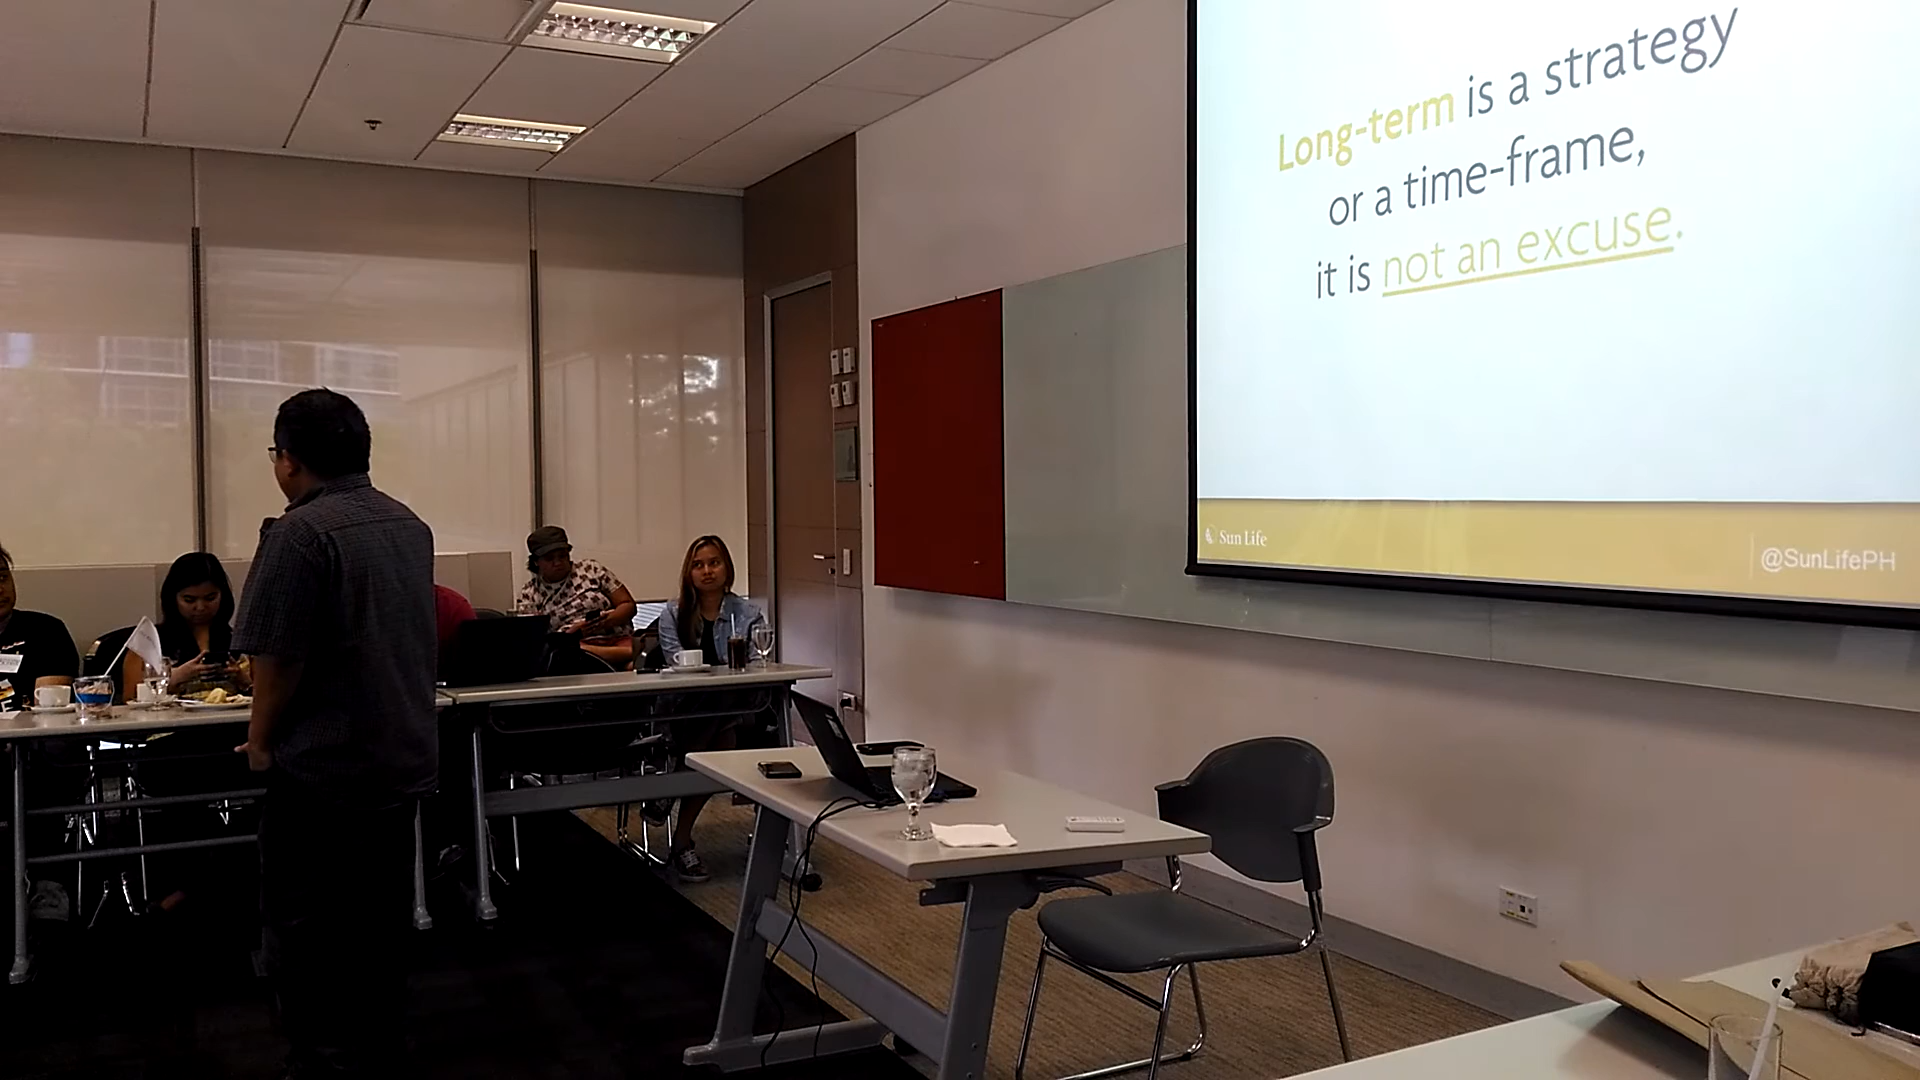 Long-term is a strategy
or a time-frame,
it is not an excuse.
Sun Life
@SunLifePH